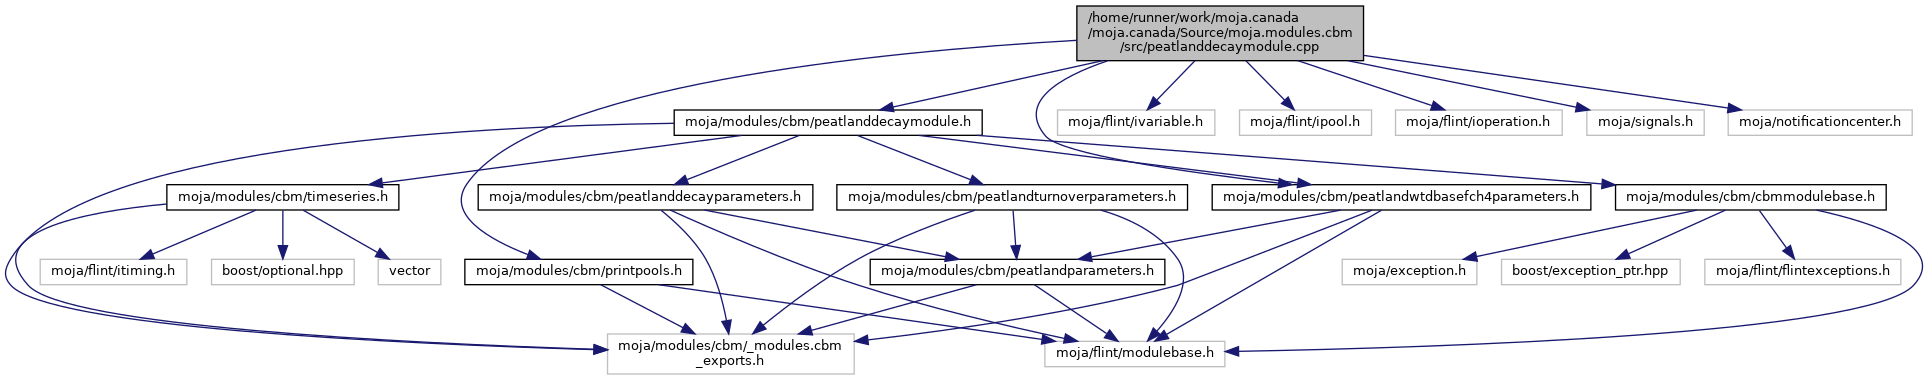 /home/runner/work/moja.canada
/moja.canada/Source/moja.modules.cbm
/src/peatlanddecaymodule.cpp
moja/modules/cbm/peatlanddecaymodule.h
moja/flint/ivariable.h
moja/flint/ipool.h
moja/flint/ioperation.h
moja/signals.h
moja/notificationcenter.h
moja/modules/cbm/timeseries.h
moja/modules/cbm/peatlanddecayparameters.h
moja/modules/cbm/peatlandturnoverparameters.h
moja/modules/cbm/peatlandwtdbasefch4parameters.h
moja/modules/cbm/cbmmodulebase.h
moja/flint/itiming.h
boost/optional.hpp
vector
moja/modules/cbm/printpools.h
moja/modules/cbm/peatlandparameters.h
moja/exception.h
boost/exception_ptr.hpp
moja/flint/flintexceptions.h
moja/modules/cbm/_modules.cbm
_exports.h
moja/flint/modulebase.h